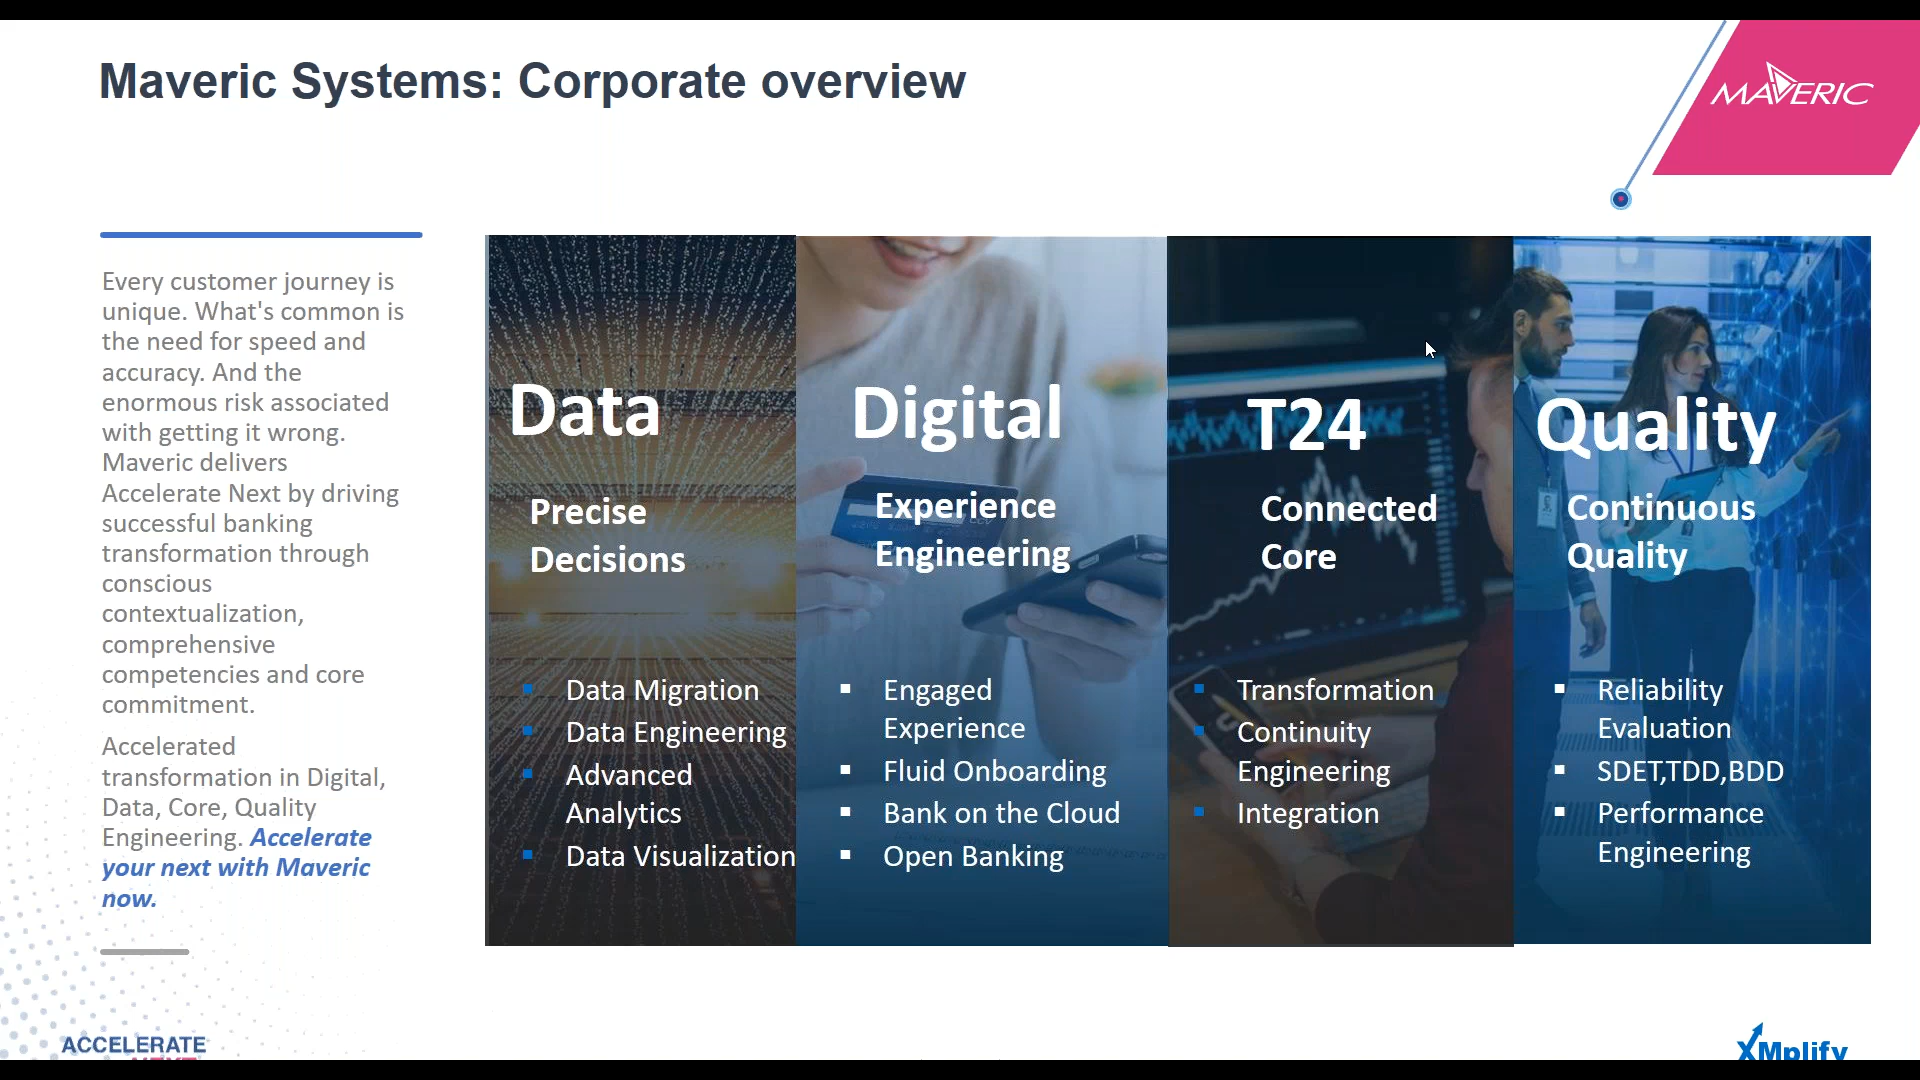 Maveric Systems: Corporate overview
MAVERIC
Every customer journey is
unique. What's common is
the need for speed and
accuracy. And the
enormous risk associated
with getting it wrong.
Maveric delivers
Accelerate Next by driving
successful banking
transformation through
conscious
contextualization,
comprehensive
competencies and core
commitment.
Accelerated
transformation in Digital,
Data, Core, Quality
Engineering. Accelerate
your next with Maveric
now.
Data
Precise
Decisions
Data Migration
Data Engineering
Advanced
Analytics
Data Visualization
Digital
Experience
Engineering
Engaged
Experience
Fluid Onboarding
Bank on the Cloud
Open Banking
T24
Connected
Core
Transformation
Continuity
Engineering
Integration
Quality
Continuous
Quality
Reliability
Evaluation
SDET,TDD,BDD
Performance
Engineering
ACCELERATE
NEXT
XMplify